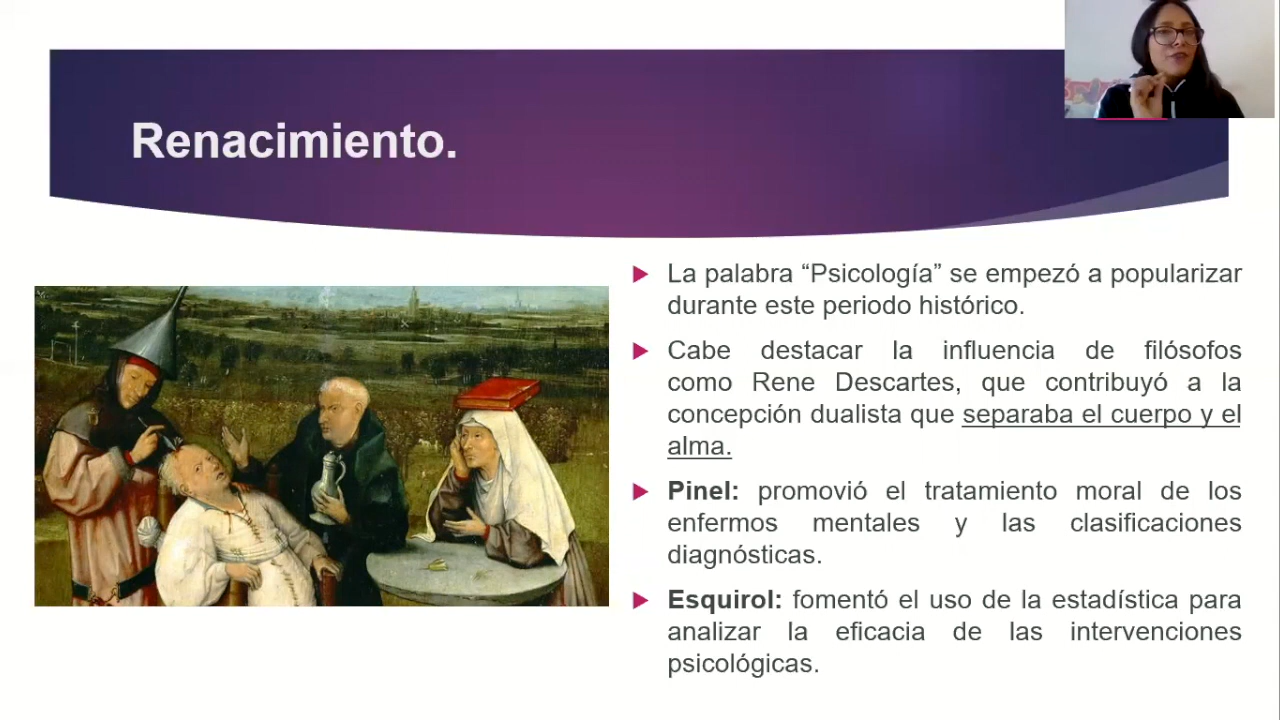 Renacimiento.
La palabra “Psicología” se empezó a popularizar
durante este periodo histórico.
Cabe destacar la influencia de filósofos
como Rene Descartes, que contribuyó a la
concepción dualista que separaba el cuerpo y el
alma.
Pinel: promovió el tratamiento moral de los
enfermos mentales y las clasificaciones
diagnósticas.
Esquirol: fomentó el uso de la estadística para
analizar la eficacia de las intervenciones
psicológicas.